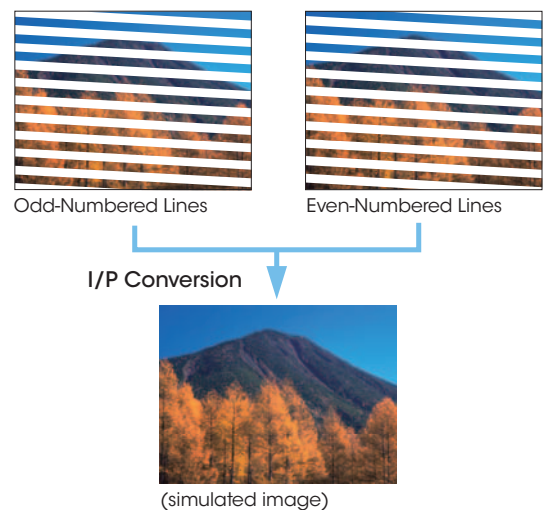 Odd-Numbered Lines
Even-Numbered Lines
I/P Conversion
(simulated image)